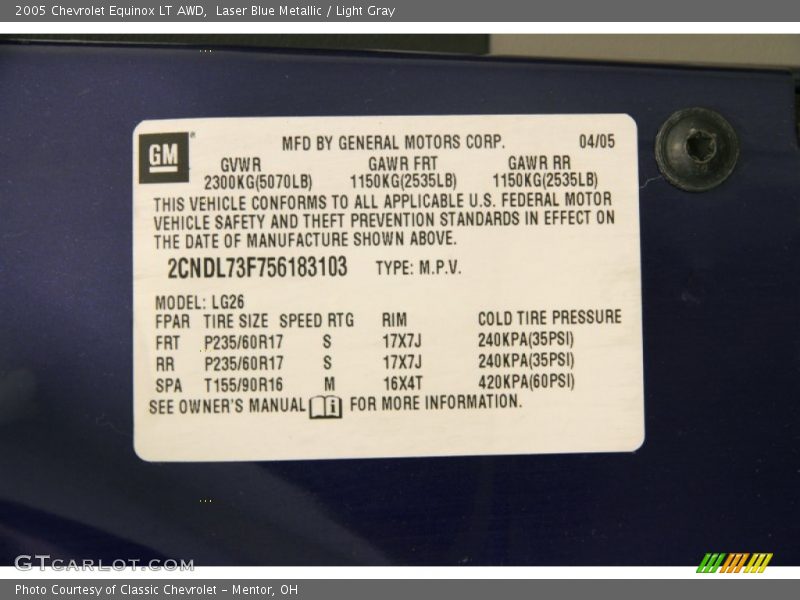 2005 Chevrolet Equinox LT AWD,  Laser Blue Metallic / Light Gray
GM
MFD BY GENERAL MOTORS CORP. 04/05
GVWR GAWR FRT GAWR RR
2300KG(5070LB) 1150KG(2535LB) 1150KG(2535LB)
THIS VEHICLE CONFORMS TO ALL APPLICABLE U.S. FEDERAL MOTOR
VEHICLE SAFETY AND THEFT PREVENTION STANDARDS IN EFFECT ON
THE DATE OF MANUFACTURE SHOWN ABOVE.
2CNDL73F756183103 TYPE: M.P.V.
MODEL: LG26
FPAR TIRE SIZE SPEED RTG RIM COLD TIRE PRESSURE
FRT P235/60R17 S 17X7J 240KPA(35PSI)
RR P235/60R17 S 17X7J 240KPA(35PSI)
SPA T155/90R16 M 16X4T 420KPA(60PSI)
SEE OWNER'S MANUAL i FOR MORE INFORMATION.
GTCARLOT.COM
Photo Courtesy of Classic Chevrolet - Mentor, OH